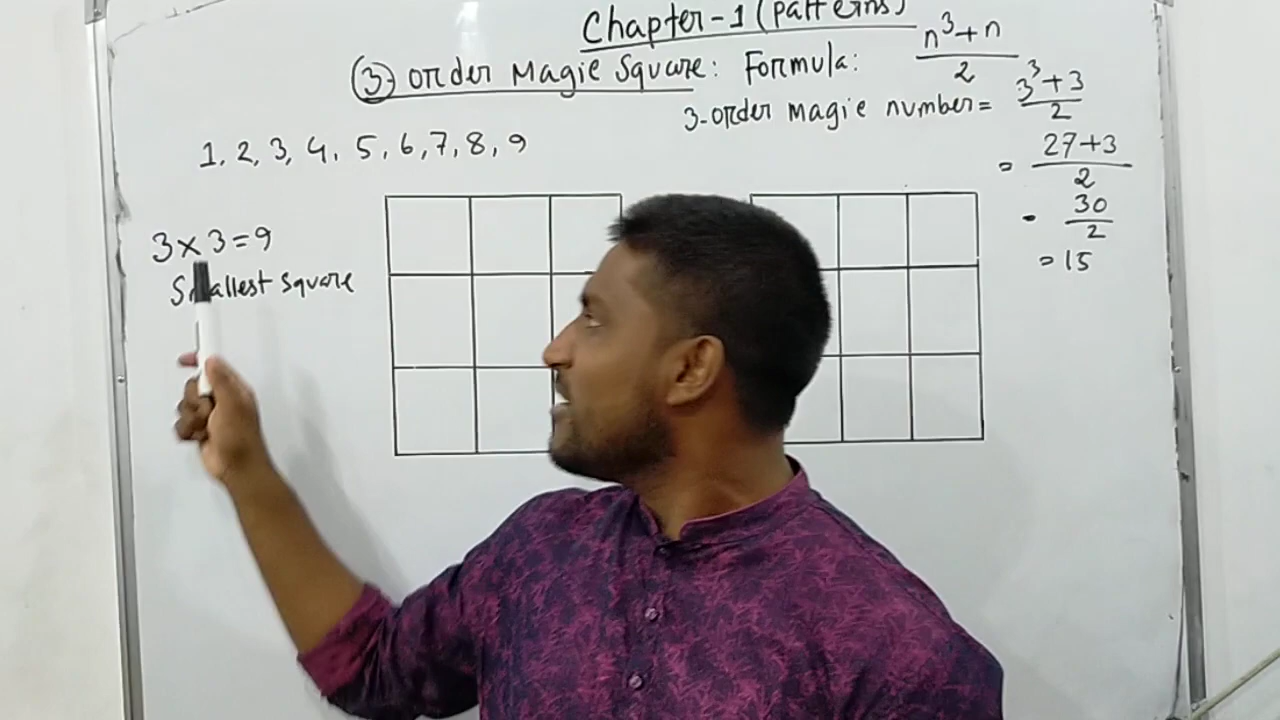 Chapter-1 (Patterns)
(3) order Magic Square: Formula: n³+n / 2
3-order magic number = 3³+3 / 2
1, 2, 3, 4, 5, 6, 7, 8, 9
= 27+3 / 2
3×3=9
= 30 / 2
Smallest square
= 15